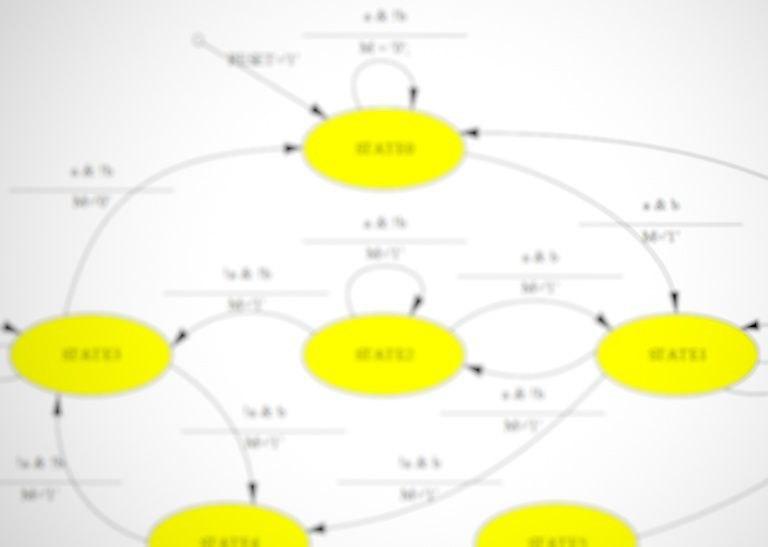 a & !b
M='0';
RESET='1'
STATE0
a & !b
M='0'
a & b
M='1'
a & !b
M='1'
a & b
M='1'
!a & !b
M='1'
STATE3
STATE2
STATE1
a & !b
M='1'
!a & b
M='1'
!a & b
M='1'
!a & !b
M='1'
STATE4
STATE5